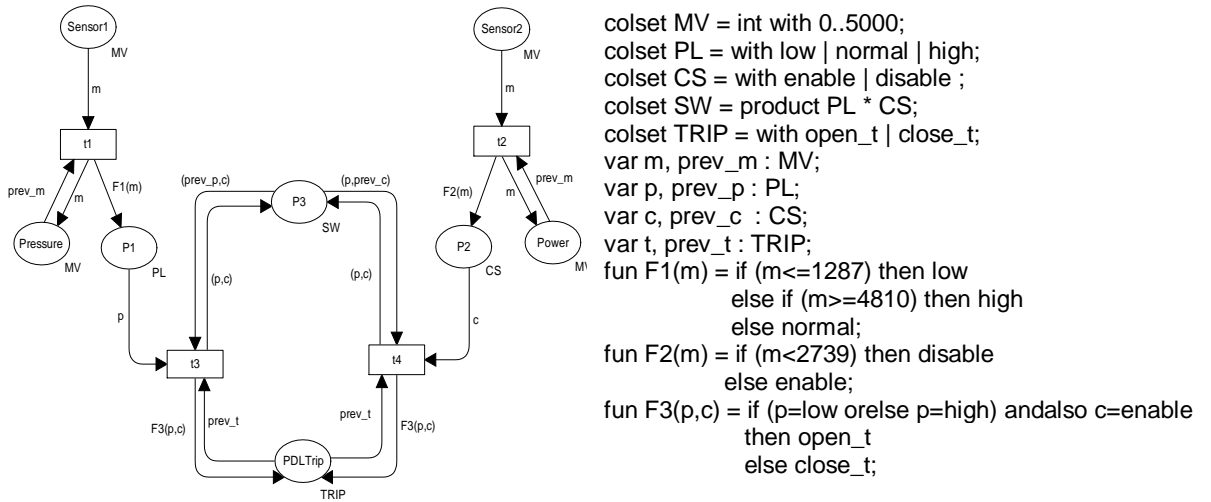 Sensor1
MV
m
t1
prev_m
m
F1(m)
Pressure
MV
P1
PL
p
(prev_p,c)
(p,prev_c)
P3
SW
(p,c)
(p,c)
t3
t4
F3(p,c)
prev_t
prev_t
F3(p,c)
PDLTrip
TRIP
Sensor2
MV
m
t2
F2(m)
m
prev_m
P2
CS
Power
c
colset MV = int with 0..5000;
colset PL = with low | normal | high;
colset CS = with enable | disable ;
colset SW = product PL * CS;
colset TRIP = with open_t | close_t;
var m, prev_m : MV;
var p, prev_p : PL;
var c, prev_c : CS;
var t, prev_t : TRIP;
fun F1(m) = if (m<=1287) then low
else if (m>=4810) then high
else normal;
fun F2(m) = if (m<2739) then disable
else enable;
fun F3(p,c) = if (p=low orelse p=high) andalso c=enable
then open_t
else close_t;